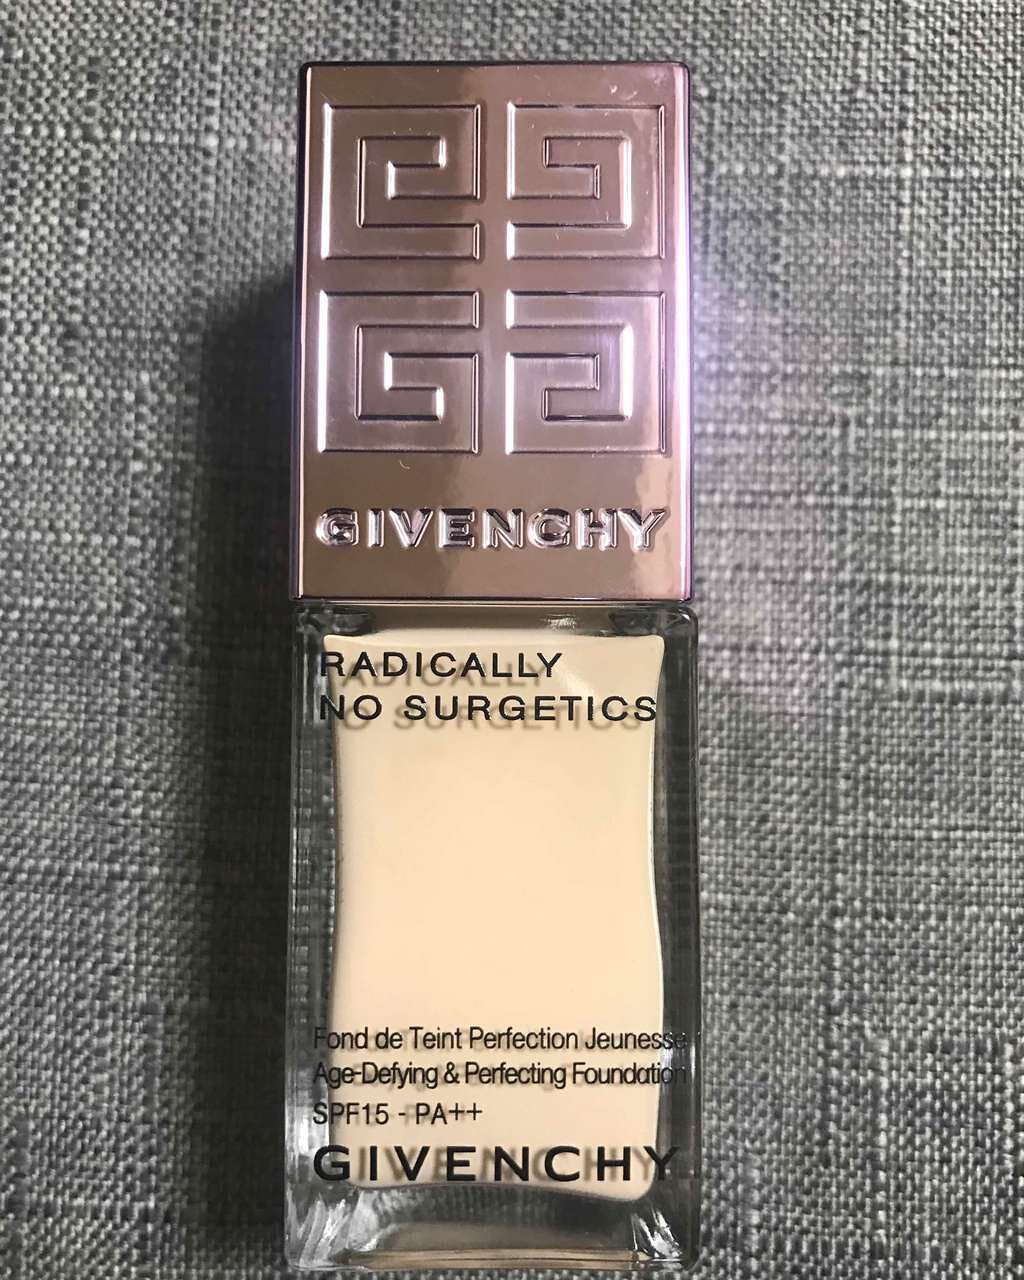 GIVENCHY
RADICALLY
NO SURGETICS
Fond de Teint Perfection Jeunesse
Age-Defying & Perfecting Foundation
SPF15 - PA++
GIVENCHY